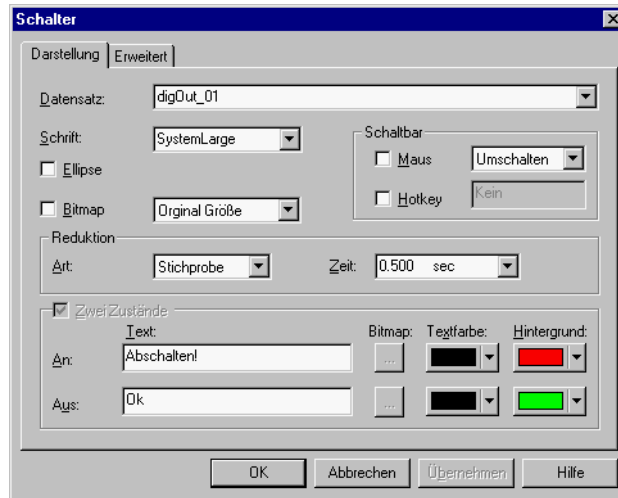 Schalter
Darstellung Erweitert
Datensatz: digOut_01
Schrift: SystemLarge
Schaltbar
Maus Umschalten
Ellipse
Hotkey Kein
Bitmap Orginal Größe
Reduktion
Art: Stichprobe Zeit: 0.500 sec
Zwei Zustände
Text: Bitmap: Textfarbe: Hintergrund:
An: Abschalten! ...
Aus: Ok ...
OK Abbrechen Übernehmen Hilfe